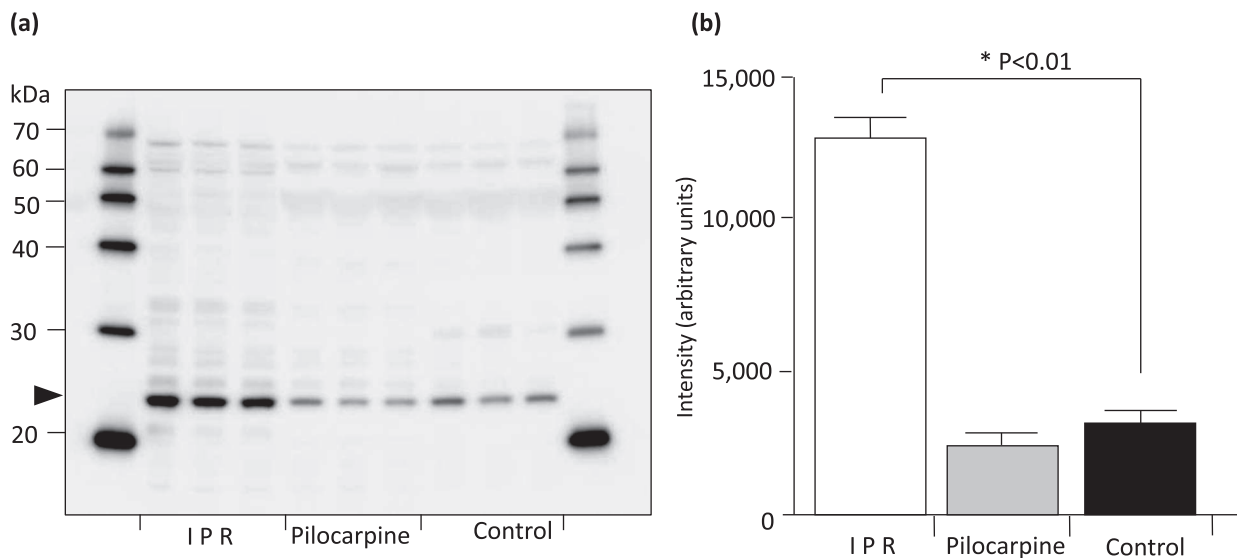 (a)
kDa
70
60
50
40
30
20
I P R
Pilocarpine
Control
(b)
* P<0.01
15,000
10,000
5,000
0
Intensity (arbitrary units)
I P R
Pilocarpine
Control